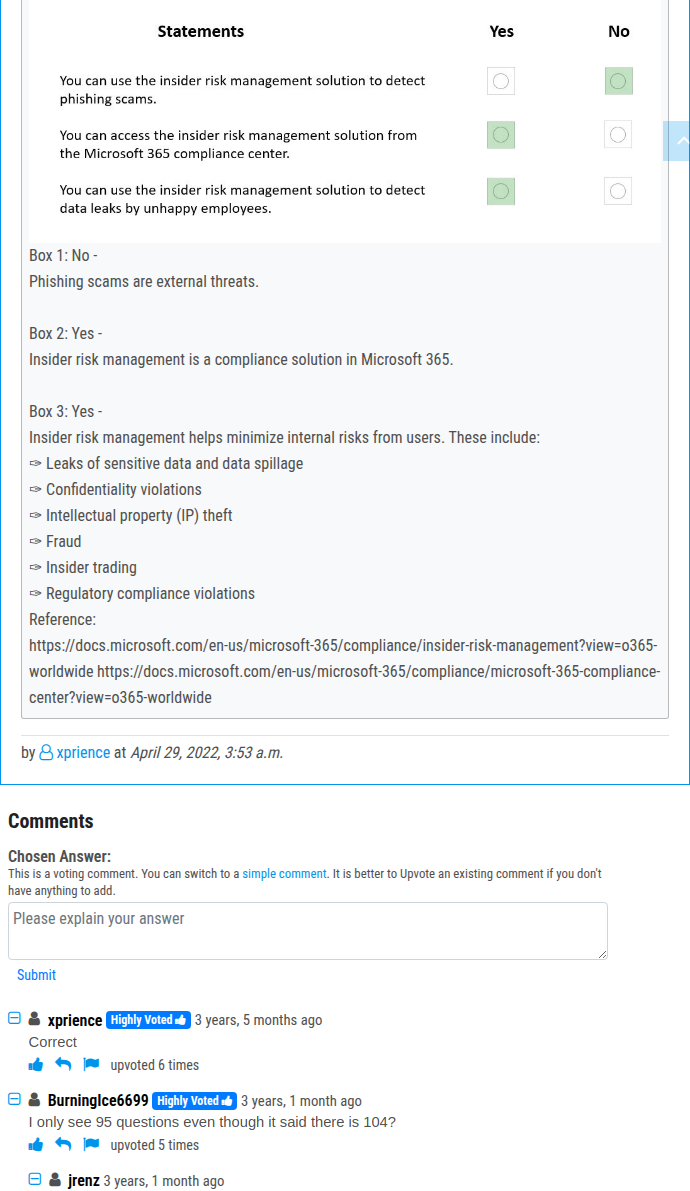 Statements Yes No
You can use the insider risk management solution to detect
phishing scams.
You can access the insider risk management solution from
the Microsoft 365 compliance center.
You can use the insider risk management solution to detect
data leaks by unhappy employees.
Box 1: No -
Phishing scams are external threats.
Box 2: Yes -
Insider risk management is a compliance solution in Microsoft 365.
Box 3: Yes -
Insider risk management helps minimize internal risks from users. These include:
✑ Leaks of sensitive data and data spillage
✑ Confidentiality violations
✑ Intellectual property (IP) theft
✑ Fraud
✑ Insider trading
✑ Regulatory compliance violations
Reference:
https://docs.microsoft.com/en-us/microsoft-365/compliance/insider-risk-management?view=o365-
worldwide https://docs.microsoft.com/en-us/microsoft-365/compliance/microsoft-365-compliance-
center?view=o365-worldwide
by xprience at April 29, 2022, 3:53 a.m.
Comments
Chosen Answer:
This is a voting comment. You can switch to a simple comment. It is better to Upvote an existing comment if you don't
have anything to add.
Please explain your answer
Submit
xprience Highly Voted 3 years, 5 months ago
Correct
upvoted 6 times
BurningIce6699 Highly Voted 3 years, 1 month ago
I only see 95 questions even though it said there is 104?
upvoted 5 times
jrenz 3 years, 1 month ago